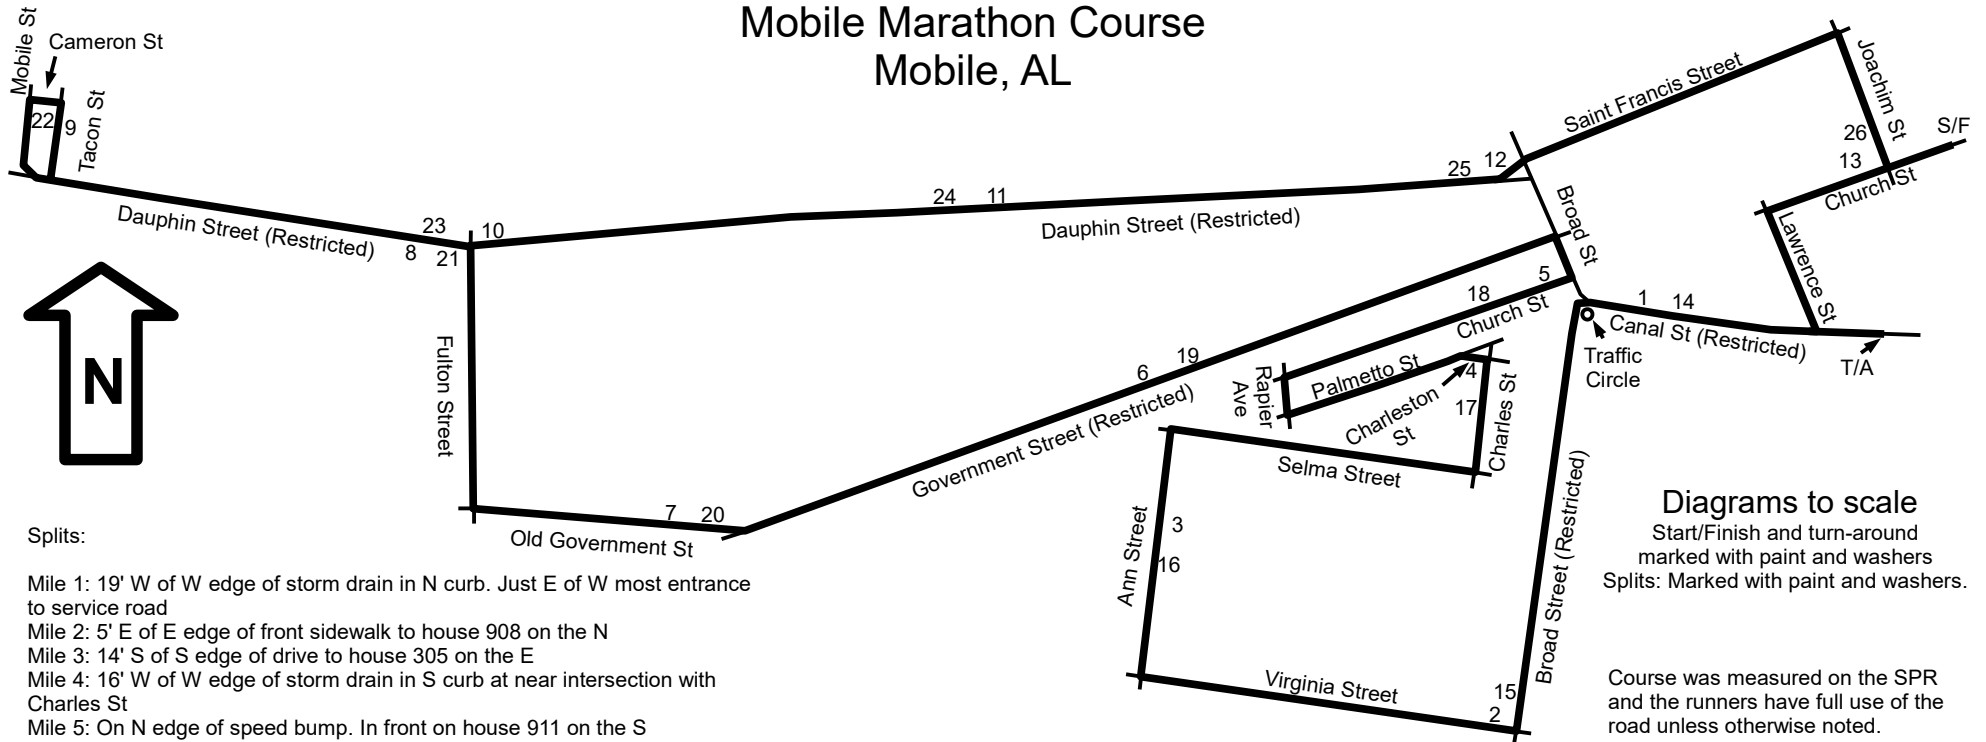 Mobile Marathon Course
Mobile, AL
Mobile St
Cameron St
Tacon St
22
9
Dauphin Street (Restricted)
23
8
21
10
24
11
Dauphin Street (Restricted)
25
12
Saint Francis Street
Joachim St
26
13
S/F
Church St
Lawrence St
Broad St
5
18
Church St
1
14
Canal St (Restricted)
Traffic
Circle
T/A
N
Fulton Street
6
19
Government Street (Restricted)
Rapier
Ave
Palmetto St
4
Charleston
St
17
Charles St
Selma Street
7
20
Old Government St
Ann Street
3
16
Broad Street (Restricted)
Virginia Street
15
2
Diagrams to scale
Start/Finish and turn-around
marked with paint and washers
Splits: Marked with paint and washers.
Course was measured on the SPR
and the runners have full use of the
road unless otherwise noted.
Splits:
Mile 1: 19' W of W edge of storm drain in N curb. Just E of W most entrance
to service road
Mile 2: 5' E of E edge of front sidewalk to house 908 on the N
Mile 3: 14' S of S edge of drive to house 305 on the E
Mile 4: 16' W of W edge of storm drain in S curb at near intersection with
Charles St
Mile 5: On N edge of speed bump. In front on house 911 on the S